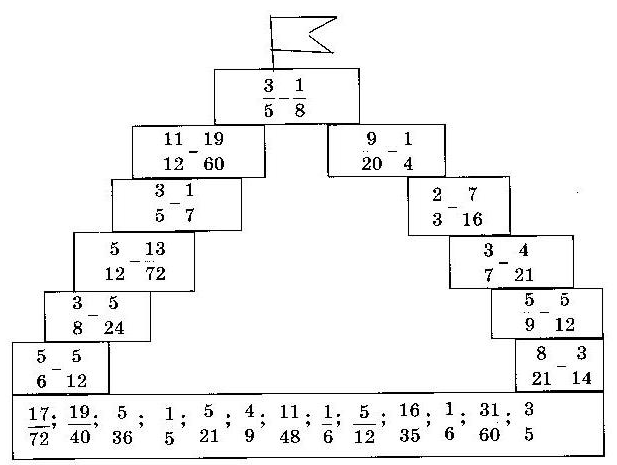 3/5 − 1/8
11/12 − 19/60
9/20 − 1/4
3/5 − 1/7
2/3 − 7/16
5/12 − 13/72
3/7 − 4/21
3/8 − 5/24
5/9 − 5/12
5/6 − 5/12
8/21 − 3/14
17/72; 19/40; 5/36; 1/5; 5/21; 4/9; 11/48; 1/6; 5/12; 16/35; 1/6; 31/60; 3/5